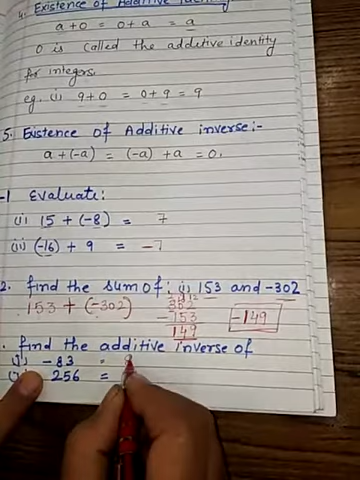 4. Existence of Additive Identity
a + 0 = 0 + a = a
0 is called the additive identity
for integers.
eg. (i) 9 + 0 = 0 + 9 = 9
5. Existence of Additive inverse:-
a + (-a) = (-a) + a = 0.
-1 Evaluate:
(i) 15 + (-8) = 7
(ii) (-16) + 9 = -7
2. find the sum of: (i) 153 and -302
153 + (-302)
302
- 153
149
-149
. find the additive inverse of
(i) -83 =
256 =